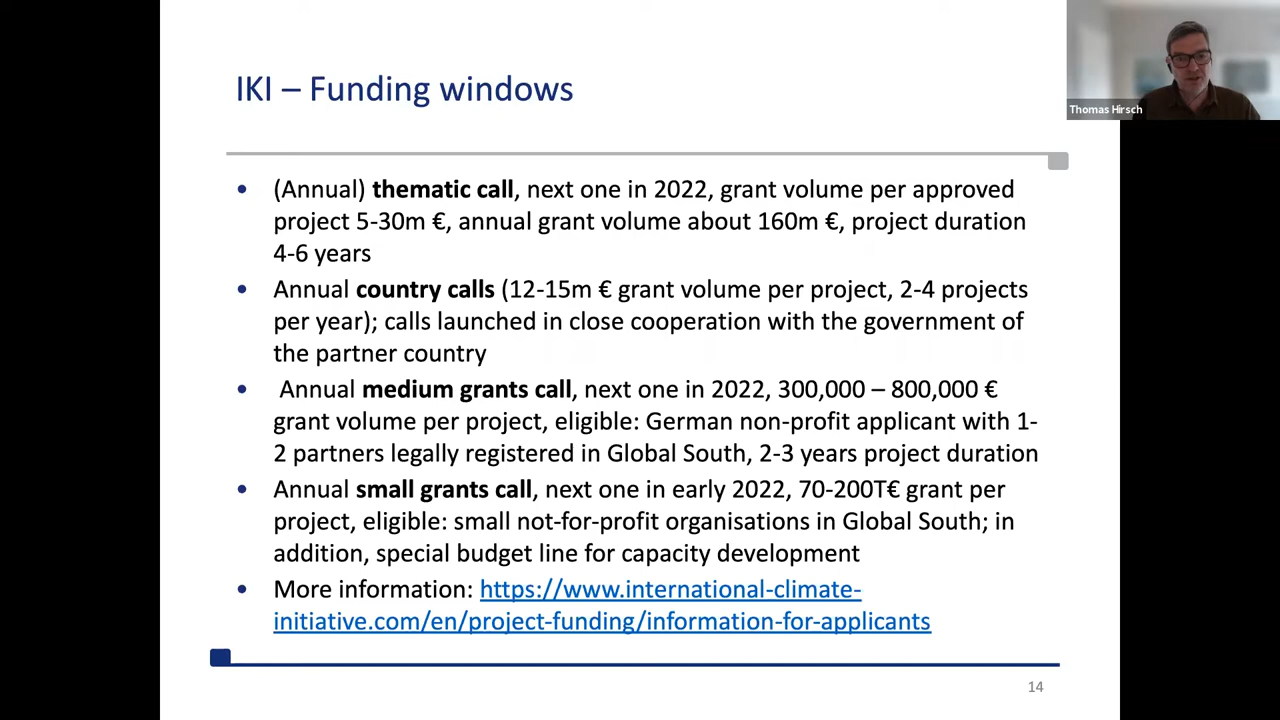 IKI – Funding windows
Thomas Hirsch
• (Annual) thematic call, next one in 2022, grant volume per approved
project 5-30m €, annual grant volume about 160m €, project duration
4-6 years
• Annual country calls (12-15m € grant volume per project, 2-4 projects
per year); calls launched in close cooperation with the government of
the partner country
• Annual medium grants call, next one in 2022, 300,000 – 800,000 €
grant volume per project, eligible: German non-profit applicant with 1-
2 partners legally registered in Global South, 2-3 years project duration
• Annual small grants call, next one in early 2022, 70-200T€ grant per
project, eligible: small not-for-profit organisations in Global South; in
addition, special budget line for capacity development
• More information: https://www.international-climate-
initiative.com/en/project-funding/information-for-applicants
14